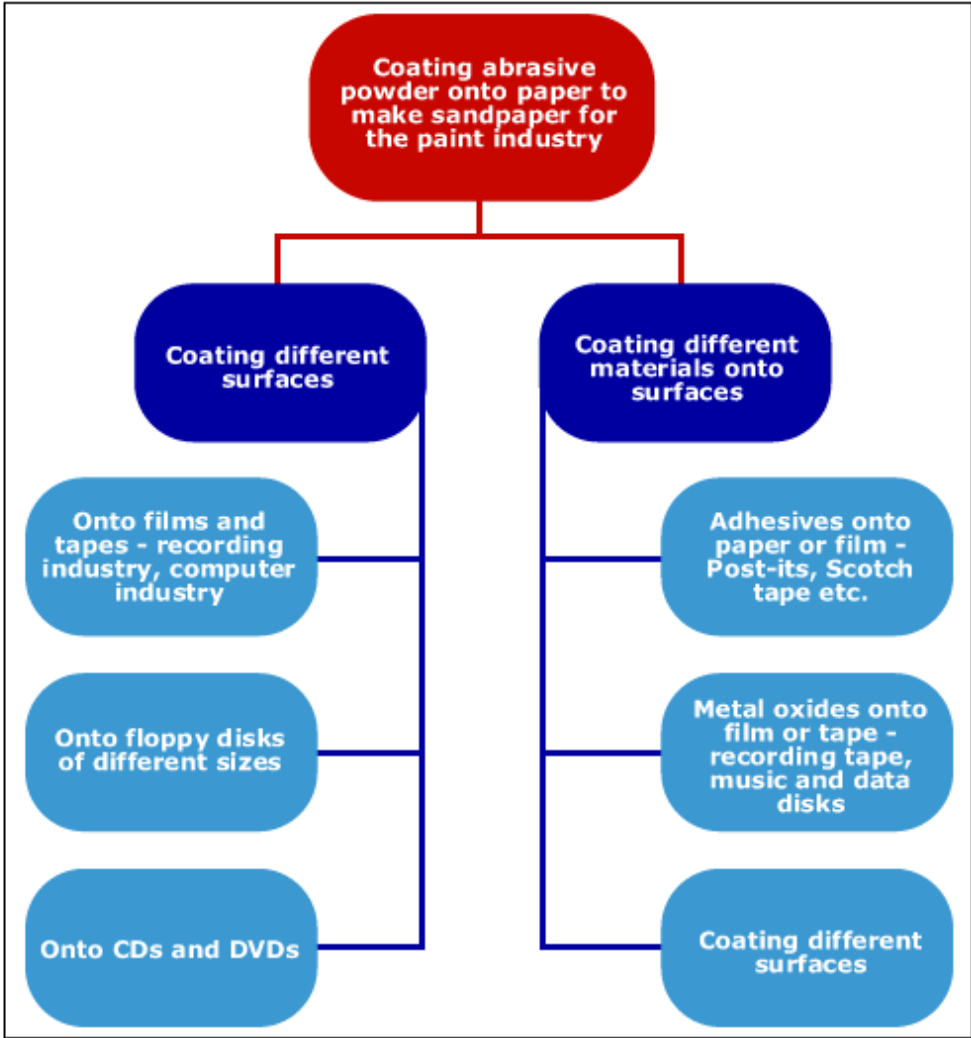 Coating abrasive
powder onto paper to
make sandpaper for
the paint industry
Coating different
surfaces
Coating different
materials onto
surfaces
Onto films and
tapes - recording
industry, computer
industry
Adhesives onto
paper or film -
Post-its, Scotch
tape etc.
Onto floppy disks
of different sizes
Metal oxides onto
film or tape -
recording tape,
music and data
disks
Onto CDs and DVDs
Coating different
surfaces